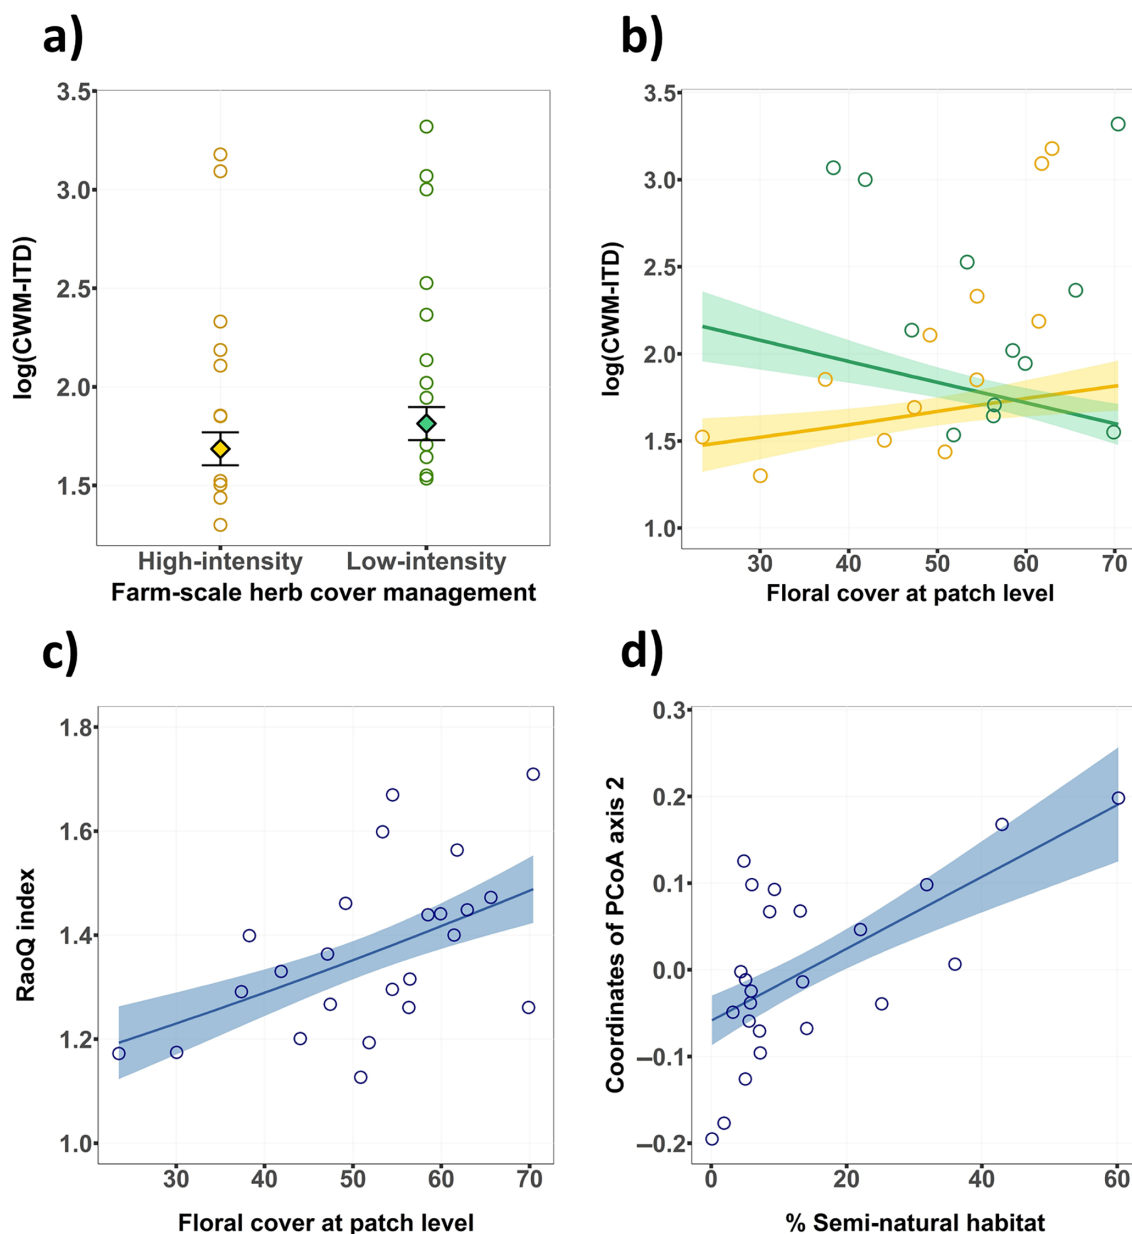 a)
3.5
3.0
2.5
2.0
1.5
log(CWM-ITD)
High-intensity
Low-intensity
Farm-scale herb cover management
b)
3.5
3.0
2.5
2.0
1.5
1.0
log(CWM-ITD)
30
40
50
60
70
Floral cover at patch level
c)
1.8
1.6
1.4
1.2
1.0
RaoQ index
30
40
50
60
70
Floral cover at patch level
d)
0.3
0.2
0.1
0.0
−0.1
−0.2
Coordinates of PCoA axis 2
0
20
40
60
% Semi-natural habitat